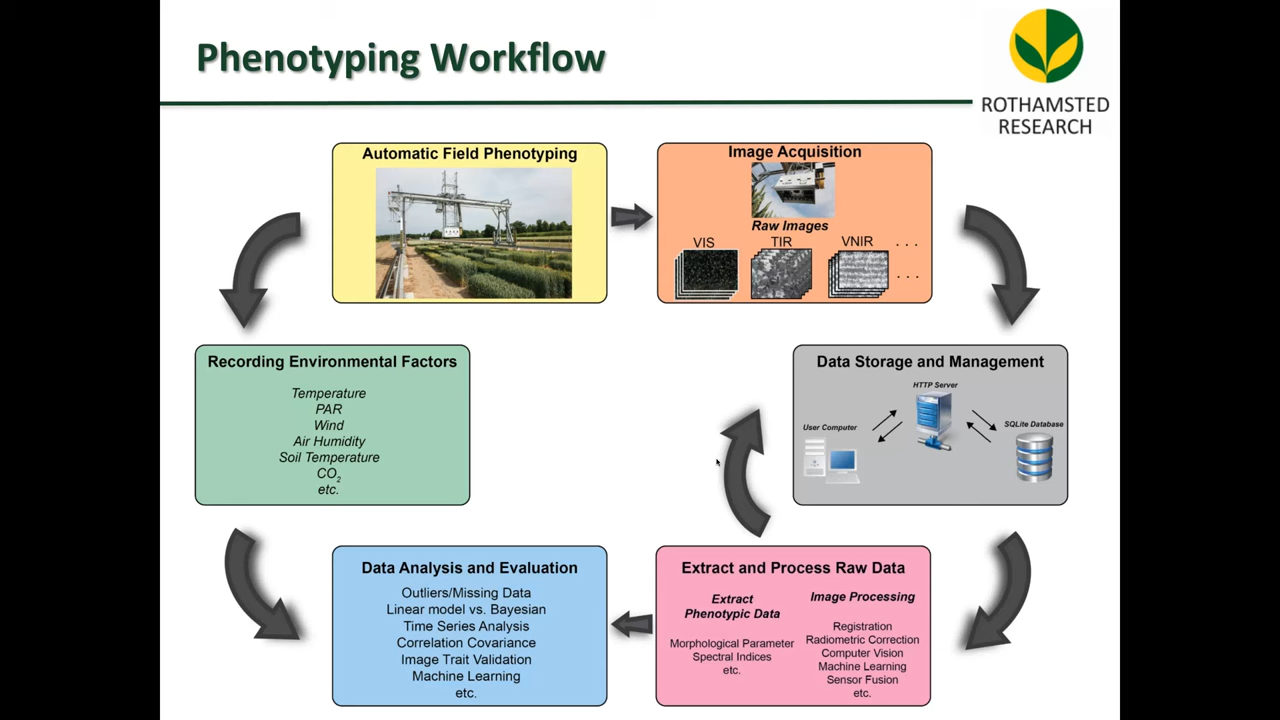 Phenotyping Workflow
ROTHAMSTED
RESEARCH
Automatic Field Phenotyping
Image Acquisition
Raw Images
VIS
TIR
VNIR
. . .
. . .
Recording Environmental Factors
Temperature
PAR
Wind
Air Humidity
Soil Temperature
CO2
etc.
Data Storage and Management
HTTP Server
User Computer
SQLite Database
Data Analysis and Evaluation
Outliers/Missing Data
Linear model vs. Bayesian
Time Series Analysis
Correlation Covariance
Image Trait Validation
Machine Learning
etc.
Extract and Process Raw Data
Extract
Phenotypic Data
Morphological Parameter
Spectral Indices
etc.
Image Processing
Registration
Radiometric Correction
Computer Vision
Machine Learning
Sensor Fusion
etc.